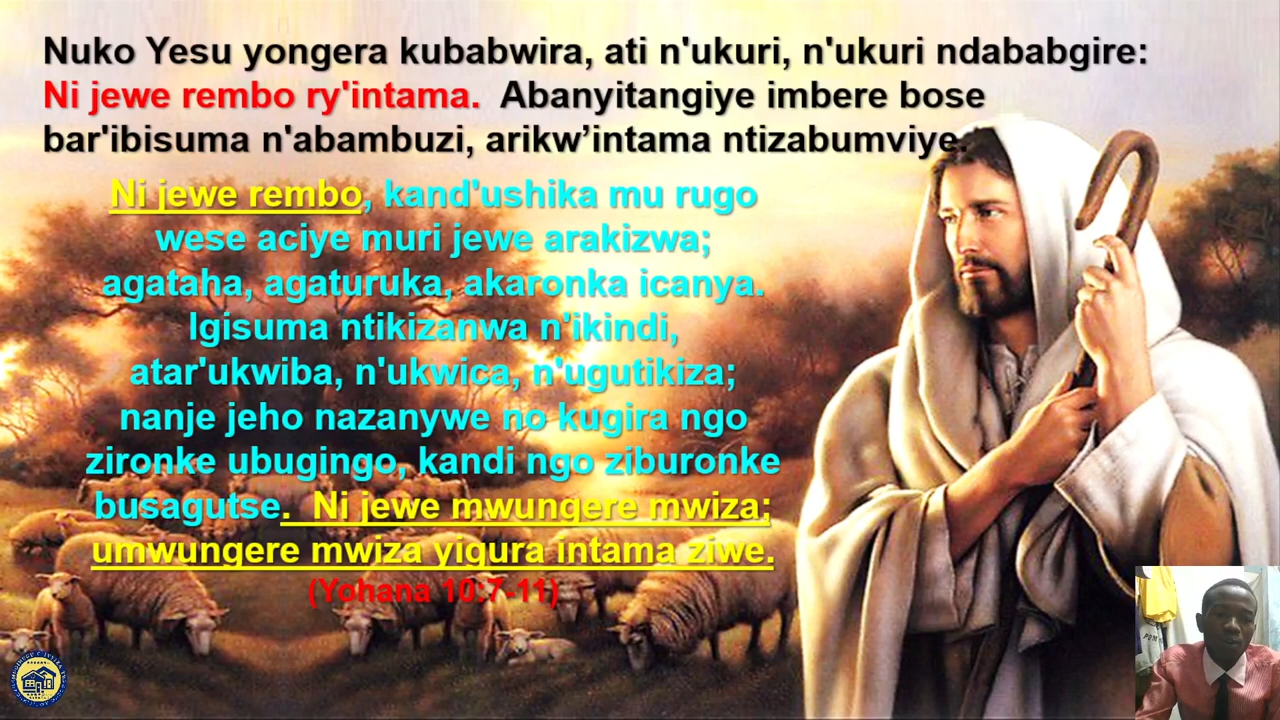 Nuko Yesu yongera kubabwira, ati n'ukuri, n'ukuri ndababgire:
Ni jewe rembo ry'intama. Abanyitangiye imbere bose
bar'ibisuma n'abambuzi, arikw’intama ntizabumviye.
Ni jewe rembo, kand'ushika mu rugo
wese aciye muri jewe arakizwa;
agataha, agaturuka, akaronka icanya.
Igisuma ntikizanwa n'ikindi,
atar'ukwiba, n'ukwica, n'ugutikiza;
nanje jeho nazanywe no kugira ngo
zironke ubugingo, kandi ngo ziburonke
busagutse. Ni jewe mwungere mwiza;
umwungere mwiza yigura intama ziwe.
(Yohana 10:7-11)